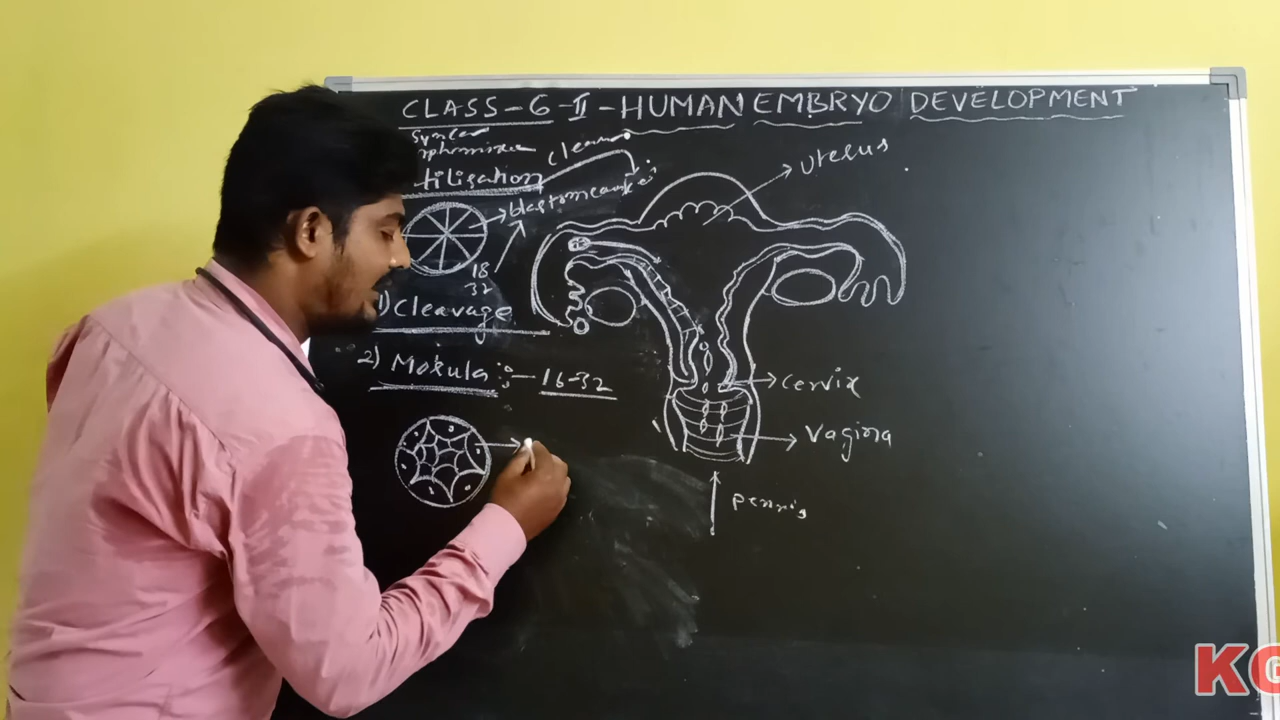 CLASS-6-II-HUMAN EMBRYO DEVELOPMENT
tilisation
uterus
18
32
1) Cleavage
2) Morula :- 16-32
cervix
vagina
pennis
KG